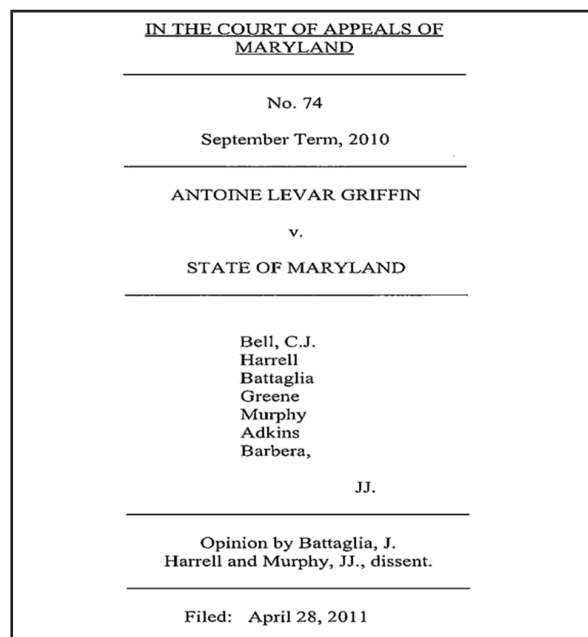 IN THE COURT OF APPEALS OF
MARYLAND
No. 74
September Term, 2010
ANTOINE LEVAR GRIFFIN
v.
STATE OF MARYLAND
Bell, C.J.
Harrell
Battaglia
Greene
Murphy
Adkins
Barbera,
JJ.
Opinion by Battaglia, J.
Harrell and Murphy, JJ., dissent.
Filed: April 28, 2011